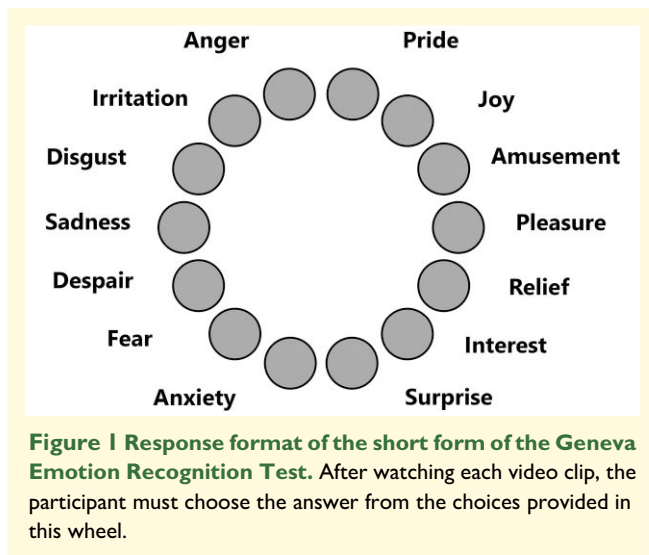 Anger Pride
Irritation Joy
Disgust Amusement
Sadness Pleasure
Despair Relief
Fear Interest
Anxiety Surprise
Figure 1 Response format of the short form of the Geneva
Emotion Recognition Test. After watching each video clip, the
participant must choose the answer from the choices provided in
this wheel.